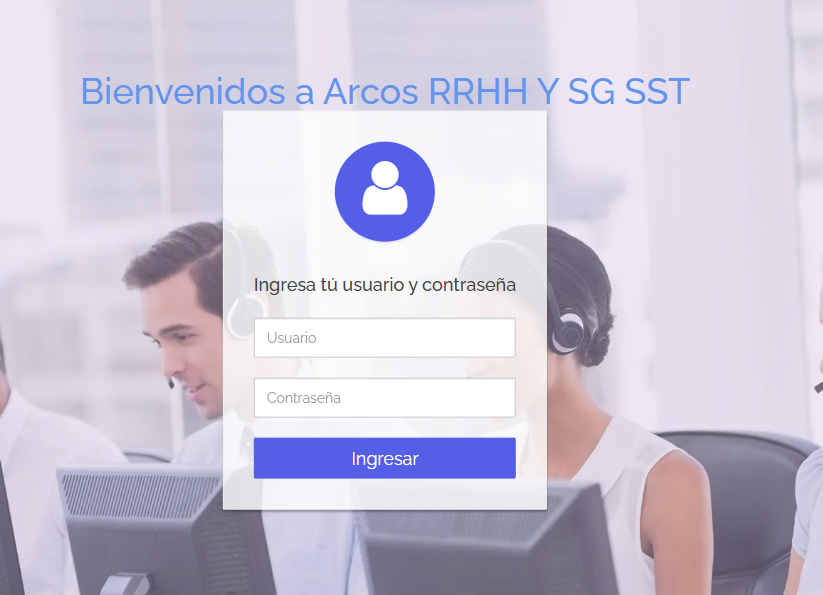 Bienvenidos a Arcos RRHH Y SG SST
Ingresa tú usuario y contraseña
Usuario
Contraseña
Ingresar